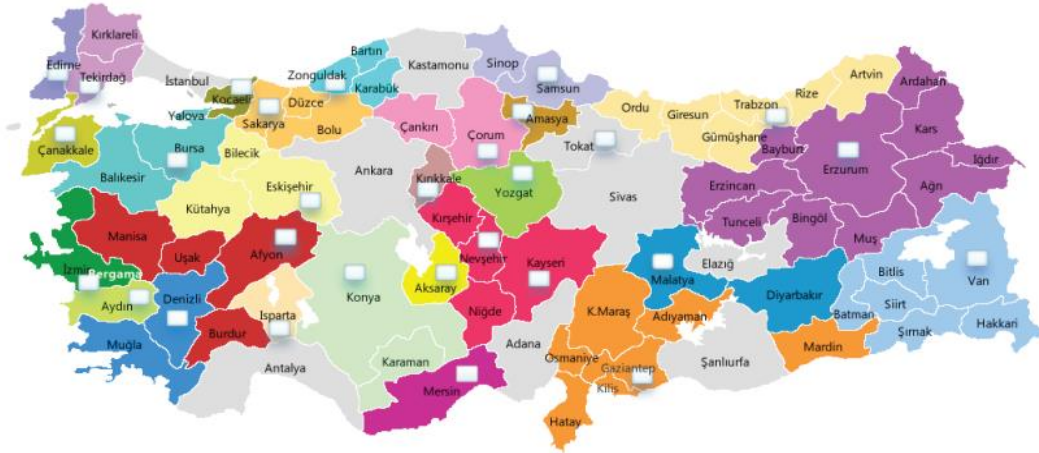 Kırklareli
Edirne
Tekirdağ
İstanbul
Kocaeli
Yalova
Sakarya
Düzce
Zonguldak
Bartın
Karabük
Bolu
Kastamonu
Sinop
Samsun
Çankırı
Çorum
Amasya
Tokat
Ordu
Giresun
Trabzon
Rize
Artvin
Ardahan
Gümüşhane
Bayburt
Erzurum
Kars
Iğdır
Ağrı
Çanakkale
Balıkesir
Bursa
Bilecik
Kütahya
Eskişehir
Ankara
Kırıkkale
Yozgat
Sivas
Erzincan
Tunceli
Bingöl
Muş
Manisa
Uşak
Afyon
İzmir
Bergama
Aydın
Denizli
Muğla
Burdur
Isparta
Konya
Aksaray
Kırşehir
Nevşehir
Kayseri
Niğde
Malatya
Elazığ
Diyarbakır
Bitlis
Van
Batman
Siirt
Şırnak
Hakkari
Mardin
Şanlıurfa
Adıyaman
K.Maraş
Osmaniye
Gaziantep
Kilis
Hatay
Adana
Mersin
Karaman
Antalya